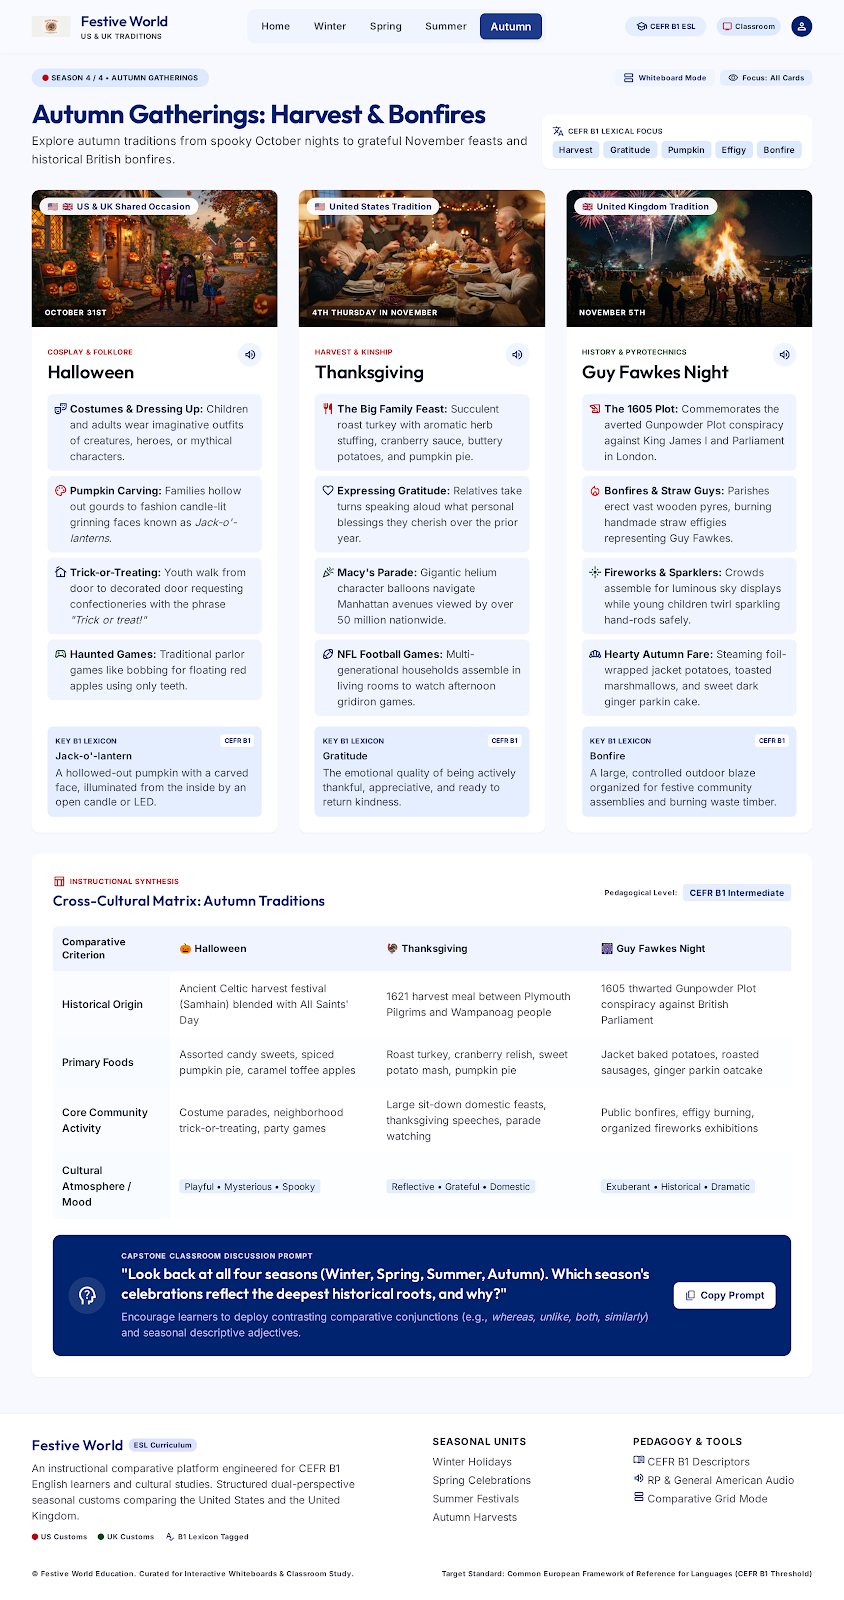 Festive World
US & UK TRADITIONS
Home
Winter
Spring
Summer
Autumn
CEFR B1 ESL
Classroom
SEASON 4 / 4 • AUTUMN GATHERINGS
Whiteboard Mode
Focus: All Cards
Autumn Gatherings: Harvest & Bonfires
Explore autumn traditions from spooky October nights to grateful November feasts and
historical British bonfires.
CEFR B1 LEXICAL FOCUS
Harvest
Gratitude
Pumpkin
Effigy
Bonfire
🇺🇸 🇬🇧 US & UK Shared Occasion
OCTOBER 31ST
COSPLAY & FOLKLORE
Halloween
Costumes & Dressing Up: Children
and adults wear imaginative outfits
of creatures, heroes, or mythical
characters.
Pumpkin Carving: Families hollow
out gourds to fashion candle-lit
grinning faces known as Jack-o'-
lanterns.
Trick-or-Treating: Youth walk from
door to decorated door requesting
confectioneries with the phrase
"Trick or treat!"
Haunted Games: Traditional parlor
games like bobbing for floating red
apples using only teeth.
KEY B1 LEXICON
CEFR B1
Jack-o'-lantern
A hollowed-out pumpkin with a carved
face, illuminated from the inside by an
open candle or LED.
🇺🇸 United States Tradition
4TH THURSDAY IN NOVEMBER
HARVEST & KINSHIP
Thanksgiving
The Big Family Feast: Succulent
roast turkey with aromatic herb
stuffing, cranberry sauce, buttery
potatoes, and pumpkin pie.
Expressing Gratitude: Relatives take
turns speaking aloud what personal
blessings they cherish over the prior
year.
Macy's Parade: Gigantic helium
character balloons navigate
Manhattan avenues viewed by over
50 million nationwide.
NFL Football Games: Multi-
generational households assemble in
living rooms to watch afternoon
gridiron games.
KEY B1 LEXICON
CEFR B1
Gratitude
The emotional quality of being actively
thankful, appreciative, and ready to
return kindness.
🇬🇧 United Kingdom Tradition
NOVEMBER 5TH
HISTORY & PYROTECHNICS
Guy Fawkes Night
The 1605 Plot: Commemorates the
averted Gunpowder Plot conspiracy
against King James I and Parliament
in London.
Bonfires & Straw Guys: Parishes
erect vast wooden pyres, burning
handmade straw effigies
representing Guy Fawkes.
Fireworks & Sparklers: Crowds
assemble for luminous sky displays
while young children twirl sparkling
hand-rods safely.
Hearty Autumn Fare: Steaming foil-
wrapped jacket potatoes, toasted
marshmallows, and sweet dark
ginger parkin cake.
KEY B1 LEXICON
CEFR B1
Bonfire
A large, controlled outdoor blaze
organized for festive community
assemblies and burning waste timber.
INSTRUCTIONAL SYNTHESIS
Cross-Cultural Matrix: Autumn Traditions
Pedagogical Level:
CEFR B1 Intermediate
Comparative
Criterion
🎃 Halloween
🦃 Thanksgiving
🎆 Guy Fawkes Night
Historical Origin
Ancient Celtic harvest festival
(Samhain) blended with All Saints'
Day
1621 harvest meal between Plymouth
Pilgrims and Wampanoag people
1605 thwarted Gunpowder Plot
conspiracy against British
Parliament
Primary Foods
Assorted candy sweets, spiced
pumpkin pie, caramel toffee apples
Roast turkey, cranberry relish, sweet
potato mash, pumpkin pie
Jacket baked potatoes, roasted
sausages, ginger parkin oatcake
Core Community
Activity
Costume parades, neighborhood
trick-or-treating, party games
Large sit-down domestic feasts,
thanksgiving speeches, parade
watching
Public bonfires, effigy burning,
organized fireworks exhibitions
Cultural
Atmosphere /
Mood
Playful • Mysterious • Spooky
Reflective • Grateful • Domestic
Exuberant • Historical • Dramatic
CAPSTONE CLASSROOM DISCUSSION PROMPT
"Look back at all four seasons (Winter, Spring, Summer, Autumn). Which season's
celebrations reflect the deepest historical roots, and why?"
Encourage learners to deploy contrasting comparative conjunctions (e.g., whereas, unlike, both, similarly)
and seasonal descriptive adjectives.
Copy Prompt
Festive World
ESL Curriculum
An instructional comparative platform engineered for CEFR B1
English learners and cultural studies. Structured dual-perspective
seasonal customs comparing the United States and the United
Kingdom.
US Customs
UK Customs
B1 Lexicon Tagged
SEASONAL UNITS
Winter Holidays
Spring Celebrations
Summer Festivals
Autumn Harvests
PEDAGOGY & TOOLS
CEFR B1 Descriptors
RP & General American Audio
Comparative Grid Mode
© Festive World Education. Curated for Interactive Whiteboards & Classroom Study.
Target Standard: Common European Framework of Reference for Languages (CEFR B1 Threshold)